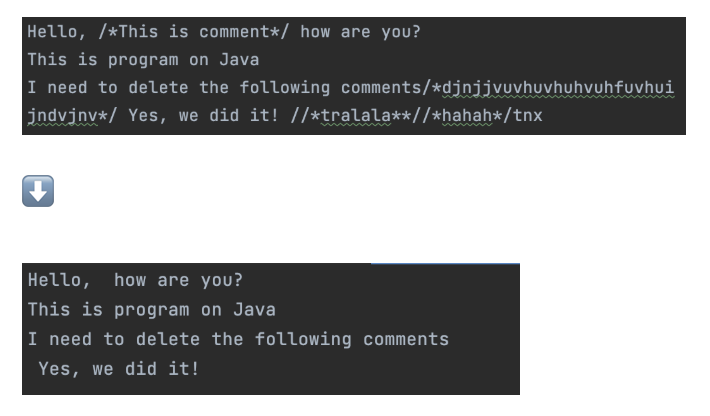 Hello, /*This is comment*/ how are you?
This is program on Java
I need to delete the following comments/*djnjjvuvhuvhuhvuhfuvhui
jndvjnv*/ Yes, we did it! //*tralala**//*hahah*/tnx
Hello,  how are you?
This is program on Java
I need to delete the following comments
 Yes, we did it!